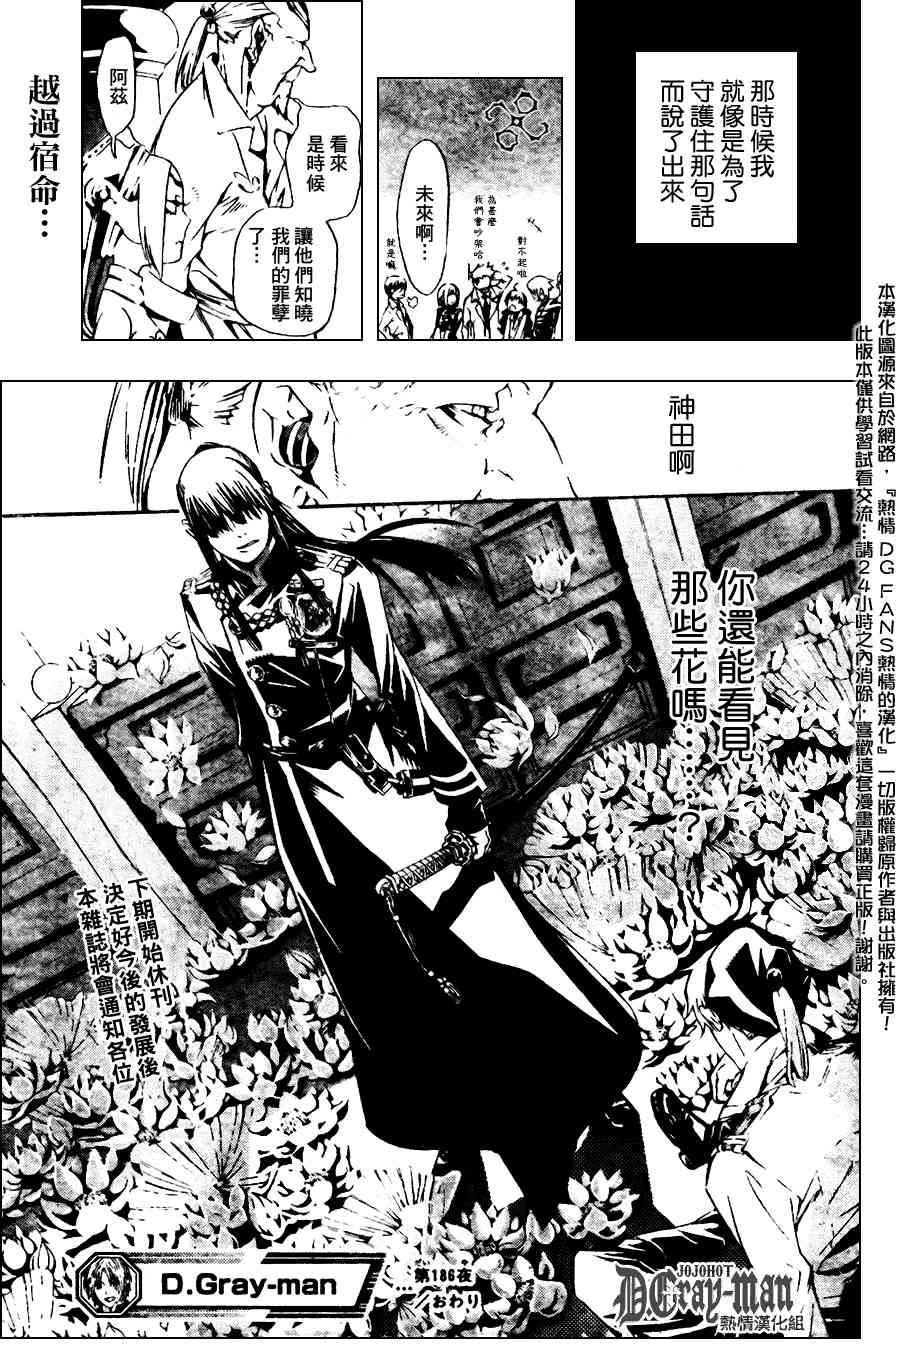 那時候我
就像是為了
守護住那句話
而說了出來
未來啊…
為甚麼
我們會吵架哈
對不起啦
就是嘛
看來
是時候
讓他們知曉
我們的罪孽
了…
阿茲
越過宿命…
神田啊
你還能看見
那些花嗎……？
下期開始休刊
決定好今後的發展後
本雜誌將會通知各位
D.Gray-man
第186夜
…おわり
JOJOHOT
D.Gray-man
熱情漢化組
本漢化圖源來自於網路，『熱情DG FANS熱情的漢化』一切版權歸原作者與出版社擁有！
此版本僅供學習試看交流…請24小時之內消除，喜歡這套漫畫請購買正版！謝謝。